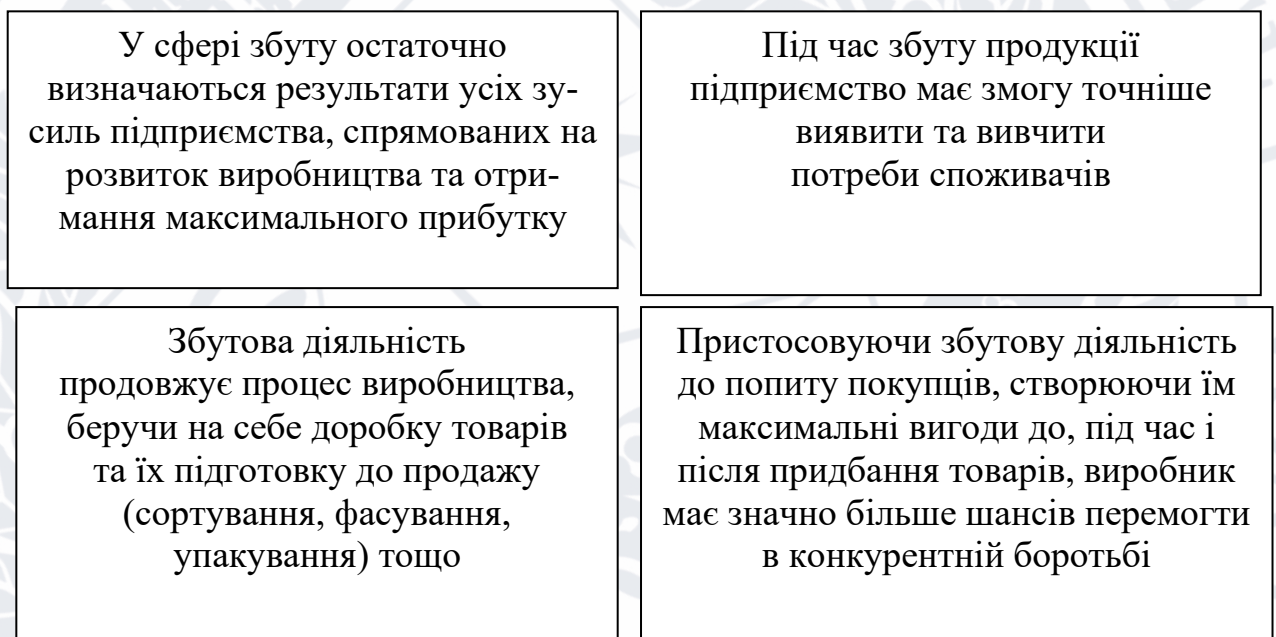 У сфері збуту остаточно
визначаються результати усіх зу-
силь підприємства, спрямованих на
розвиток виробництва та отри-
мання максимального прибутку
Під час збуту продукції
підприємство має змогу точніше
виявити та вивчити
потреби споживачів
Збутова діяльність
продовжує процес виробництва,
беручи на себе доробку товарів
та їх підготовку до продажу
(сортування, фасування,
упакування) тощо
Пристосовуючи збутову діяльність
до попиту покупців, створюючи їм
максимальні вигоди до, під час і
після придбання товарів, виробник
має значно більше шансів перемогти
в конкурентній боротьбі